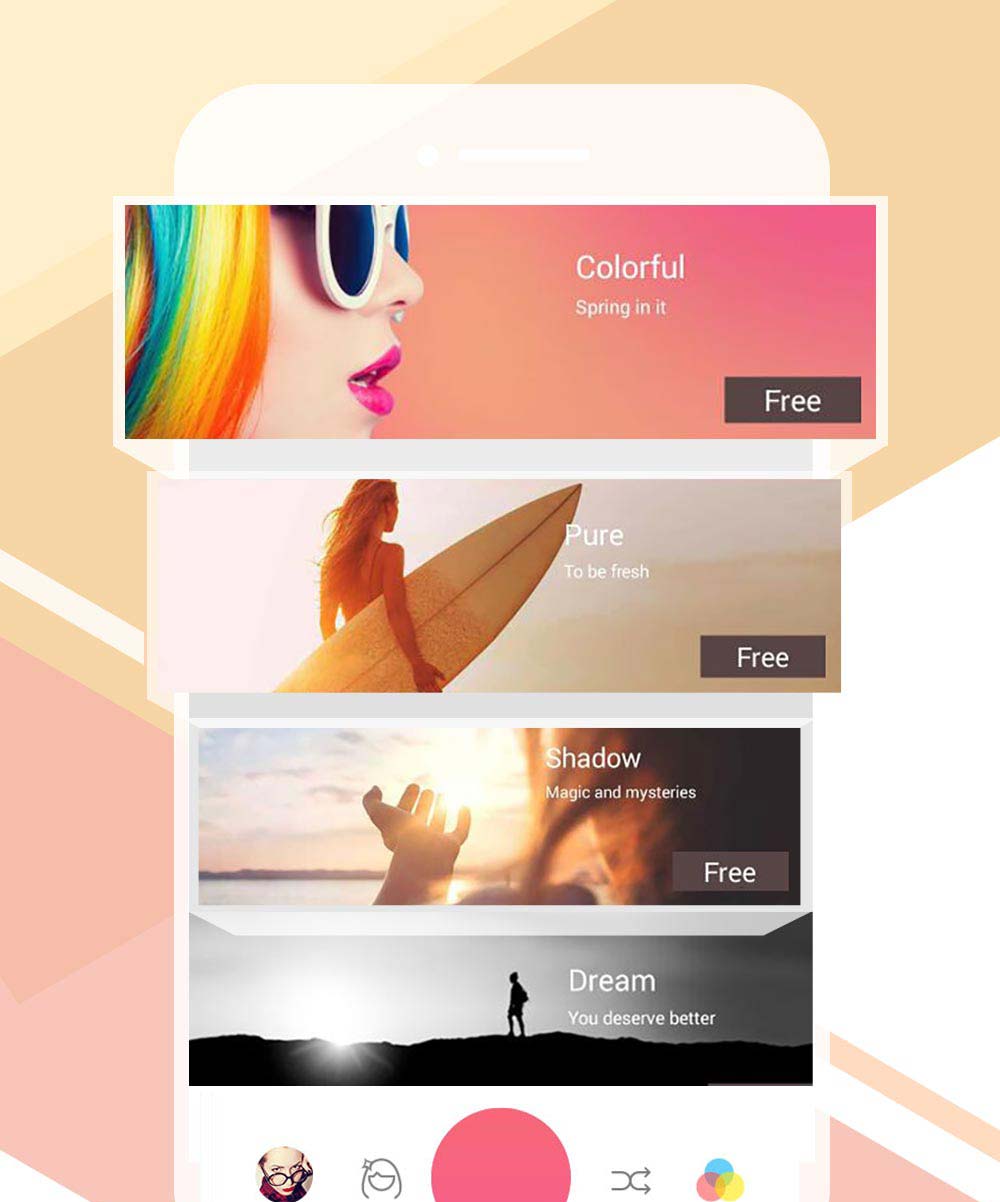 Colorful
Spring in it
Free
Pure
To be fresh
Free
Shadow
Magic and mysteries
Free
Dream
You deserve better